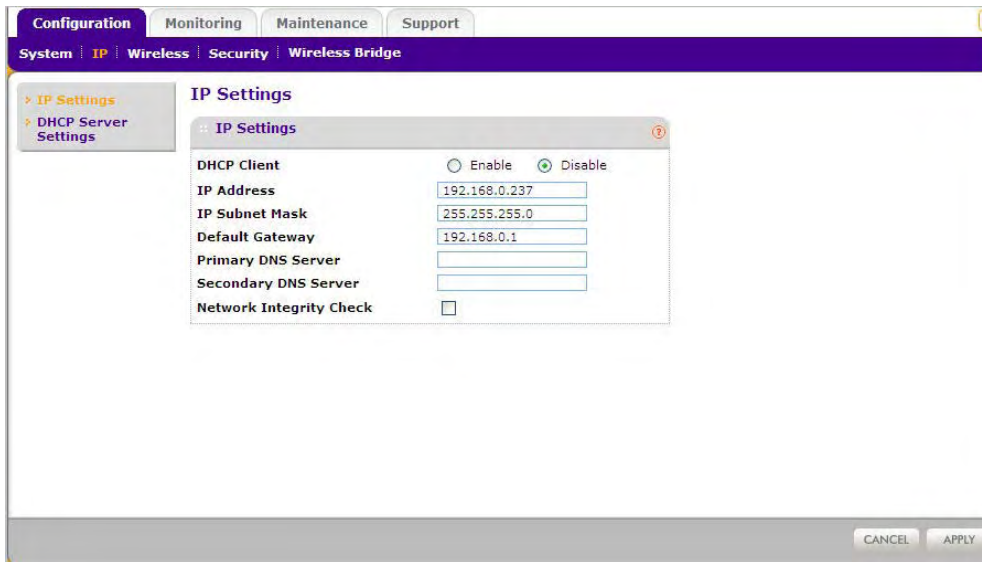 Configuration Monitoring Maintenance Support
System IP Wireless Security Wireless Bridge
IP Settings
DHCP Server
Settings
IP Settings
IP Settings ?
DHCP Client Enable Disable
IP Address 192.168.0.237
IP Subnet Mask 255.255.255.0
Default Gateway 192.168.0.1
Primary DNS Server
Secondary DNS Server
Network Integrity Check
CANCEL APPLY